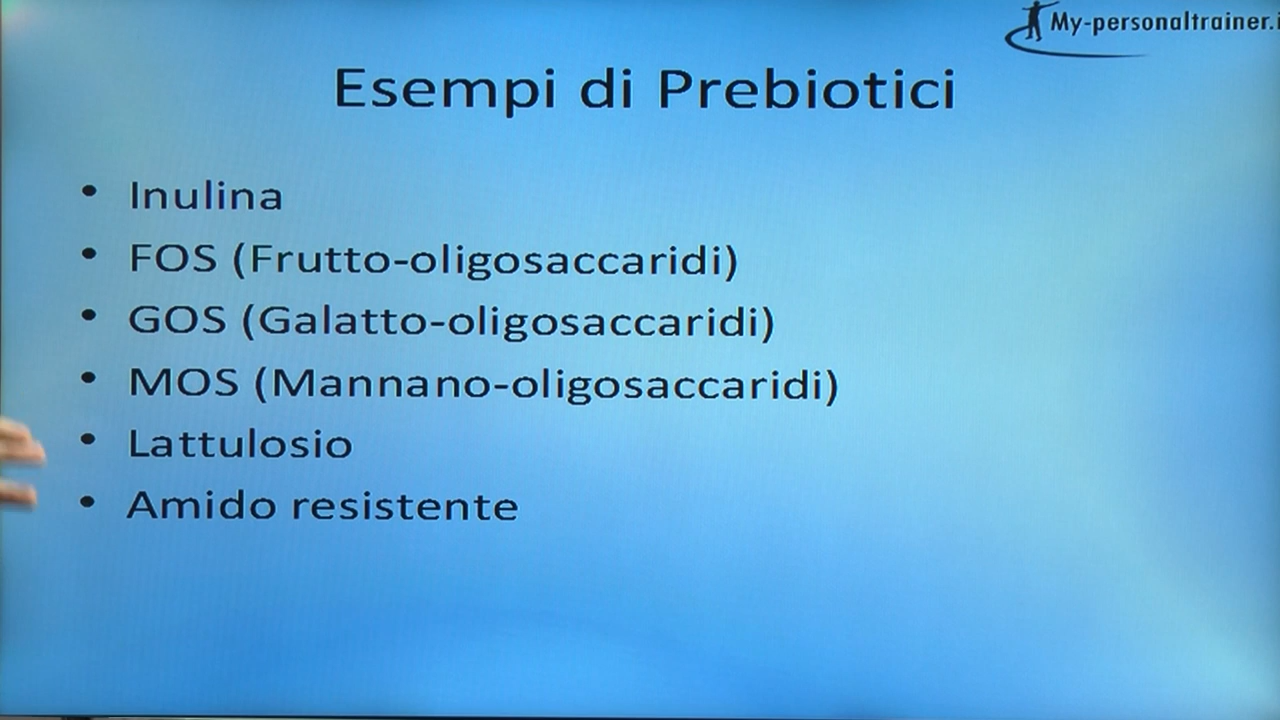 My-personaltrainer.i
Esempi di Prebiotici
• Inulina
• FOS (Frutto-oligosaccaridi)
• GOS (Galatto-oligosaccaridi)
• MOS (Mannano-oligosaccaridi)
• Lattulosio
• Amido resistente